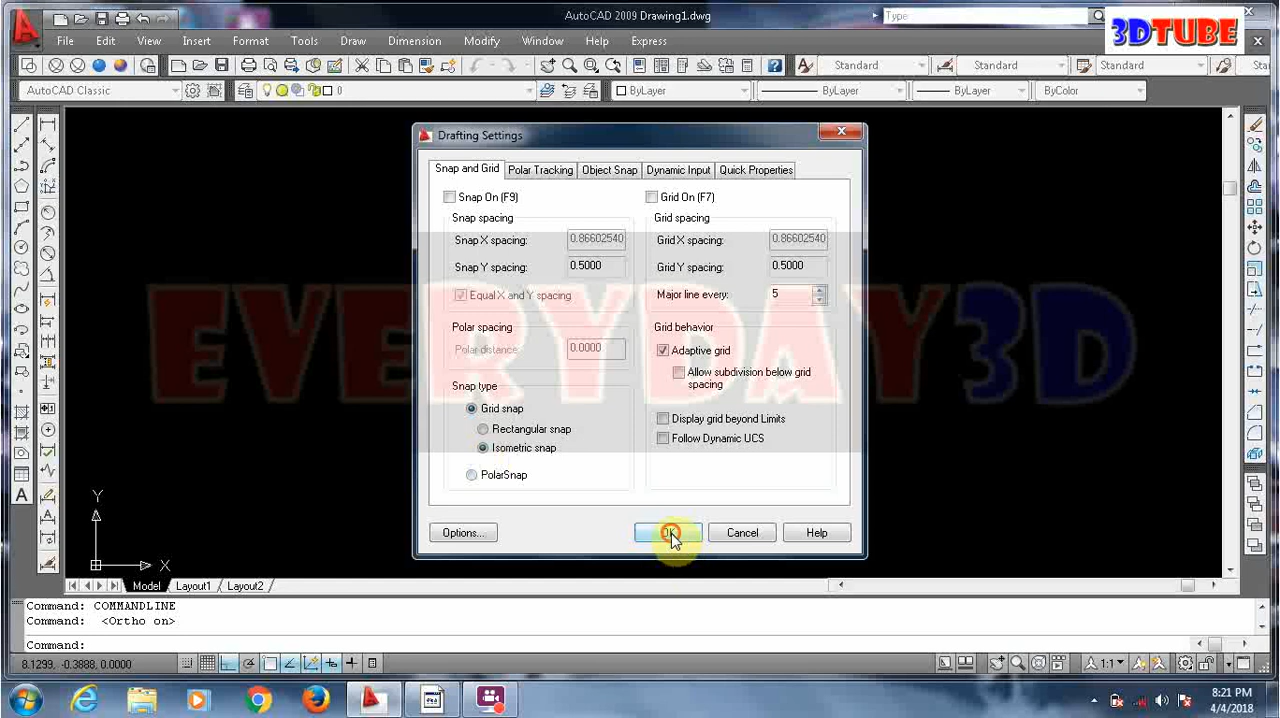 AutoCAD 2009 Drawing1.dwg
Type
3DTUBE
File Edit View Insert Format Tools Draw Dimension Modify Window Help Express
Standard Standard Standard Stan
AutoCAD Classic 0 ByLayer ByLayer ByLayer ByColor
Drafting Settings
Snap and Grid Polar Tracking Object Snap Dynamic Input Quick Properties
Snap On (F9) Grid On (F7)
Snap spacing Grid spacing
Snap X spacing: 0.86602540 Grid X spacing: 0.86602540
Snap Y spacing: 0.5000 Grid Y spacing: 0.5000
Equal X and Y spacing Major line every: 5
EVERYDAY3D
Polar spacing Grid behavior
Polar distance: 0.0000 Adaptive grid
Allow subdivision below grid
spacing
Snap type
Grid snap
Display grid beyond Limits
Rectangular snap
Follow Dynamic UCS
Isometric snap
PolarSnap
Options... OK Cancel Help
Y
X
Model Layout1 Layout2
Command: COMMANDLINE
Command: <Ortho on>
Command:
8.1299, -0.3888, 0.0000 1:1
8:21 PM
4/4/2018